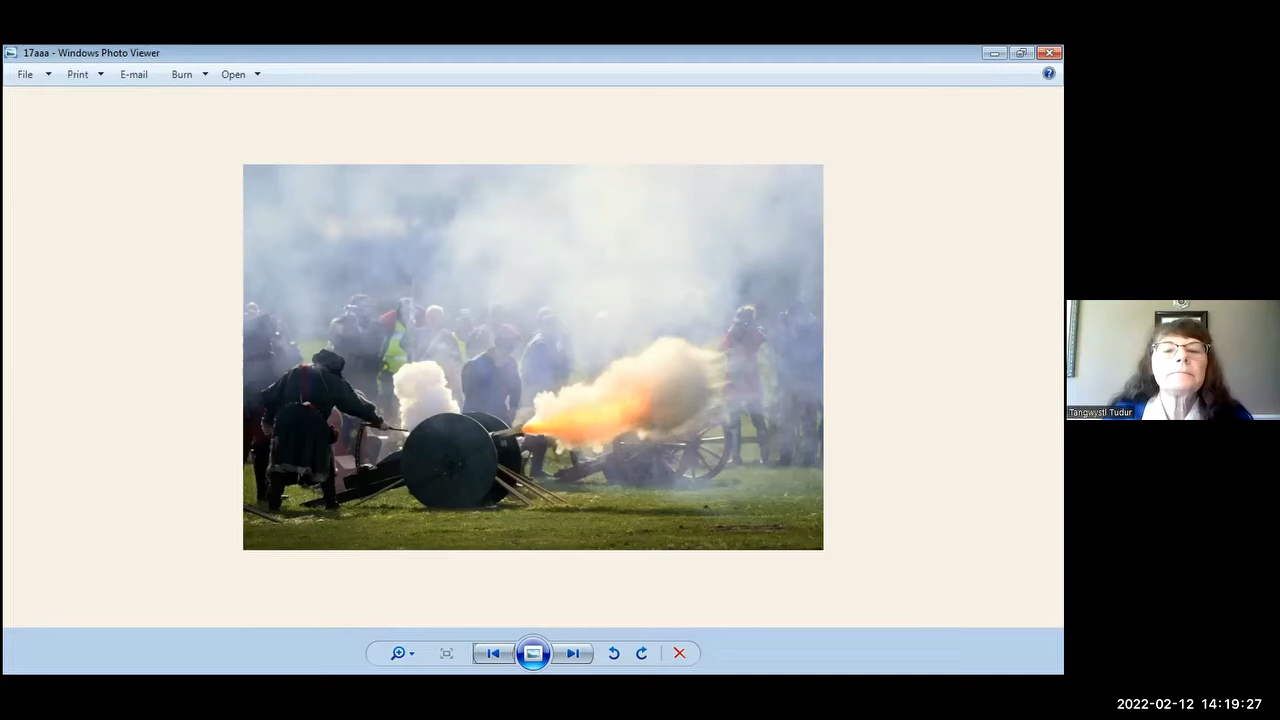 17aaa - Windows Photo Viewer
File Print E-mail Burn Open
Tangwystl Tudur
2022-02-12 14:19:27